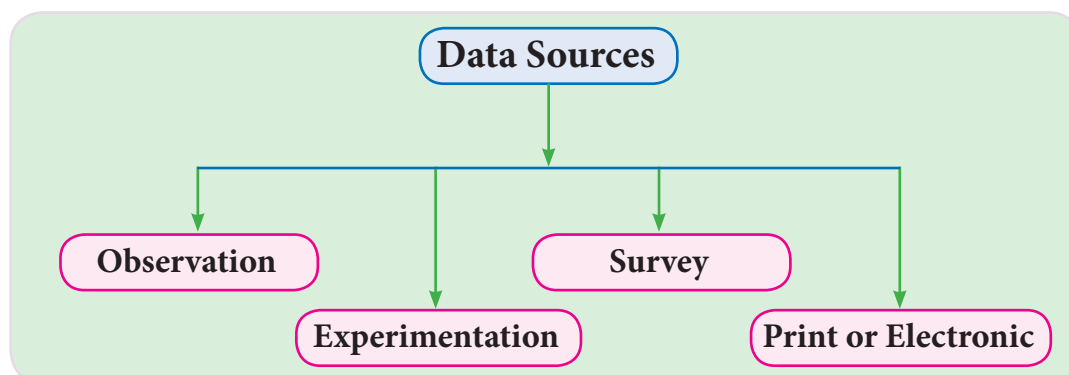 Data Sources
Observation
Survey
Experimentation
Print or Electronic